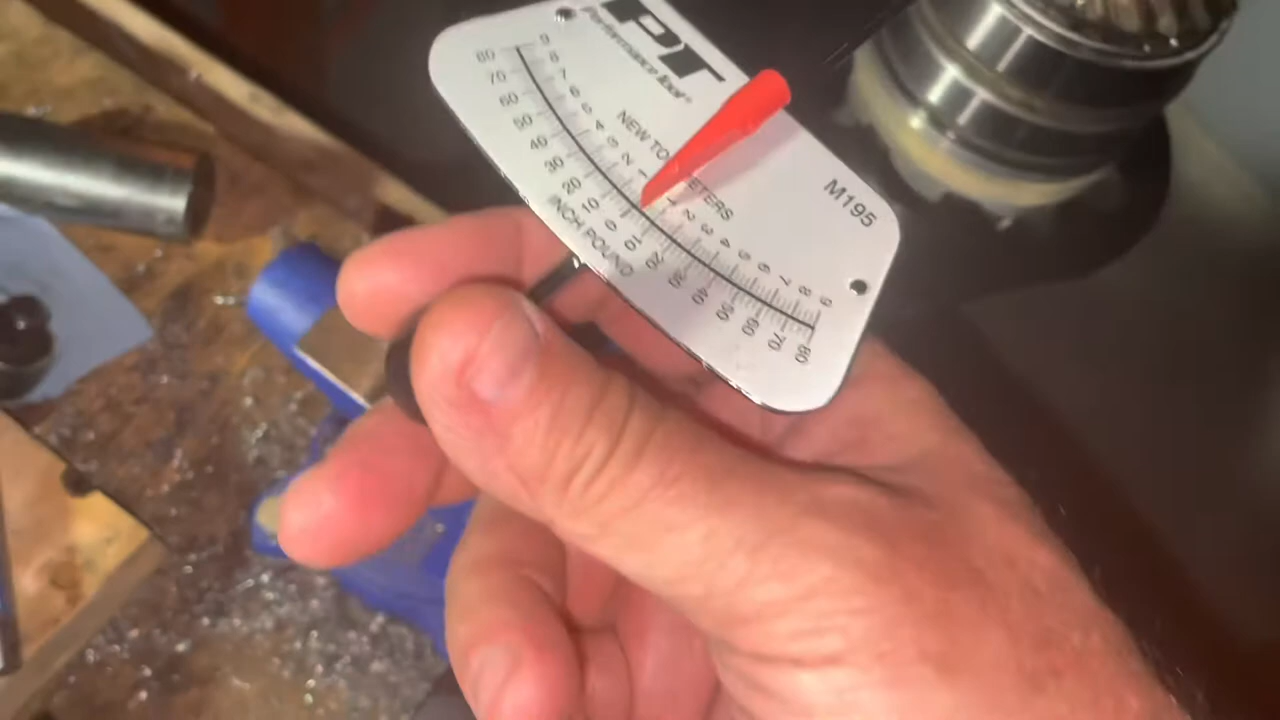 PT
Performance Tool®
NEWTO METERS
M195
9 8 7 6 5 4 3 2 1 1 2 3 4 5 6 7 8 9
80 70 60 50 40 30 20 10 0 10 20 30 40 50 60 70 80
INCH POUND